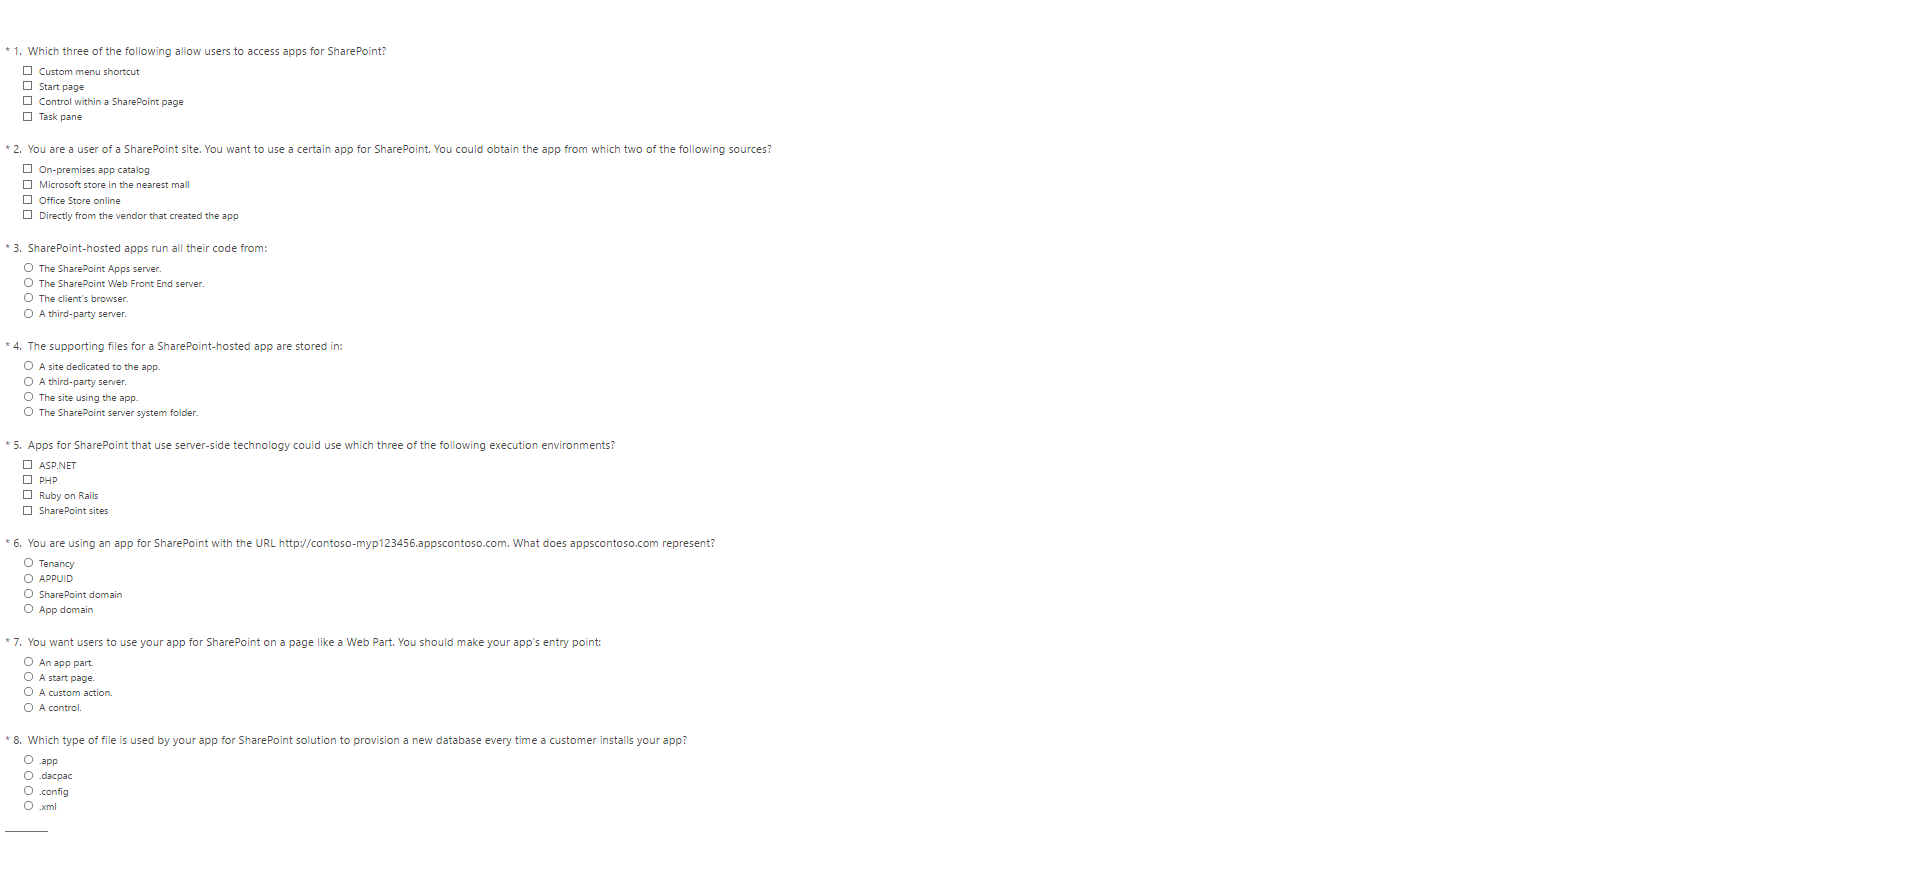 * 1. Which three of the following allow users to access apps for SharePoint?
Custom menu shortcut
Start page
Control within a SharePoint page
Task pane
* 2. You are a user of a SharePoint site. You want to use a certain app for SharePoint. You could obtain the app from which two of the following sources?
On-premises app catalog
Microsoft store in the nearest mall
Office Store online
Directly from the vendor that created the app
* 3. SharePoint-hosted apps run all their code from:
The SharePoint Apps server.
The SharePoint Web Front End server.
The client's browser.
A third-party server.
* 4. The supporting files for a SharePoint-hosted app are stored in:
A site dedicated to the app.
A third-party server.
The site using the app.
The SharePoint server system folder.
* 5. Apps for SharePoint that use server-side technology could use which three of the following execution environments?
ASP.NET
PHP
Ruby on Rails
SharePoint sites
* 6. You are using an app for SharePoint with the URL http://contoso-myp123456.appscontoso.com. What does appscontoso.com represent?
Tenancy
APPUID
SharePoint domain
App domain
* 7. You want users to use your app for SharePoint on a page like a Web Part. You should make your app's entry point:
An app part.
A start page.
A custom action.
A control.
* 8. Which type of file is used by your app for SharePoint solution to provision a new database every time a customer installs your app?
.app
.dacpac
.config
.xml